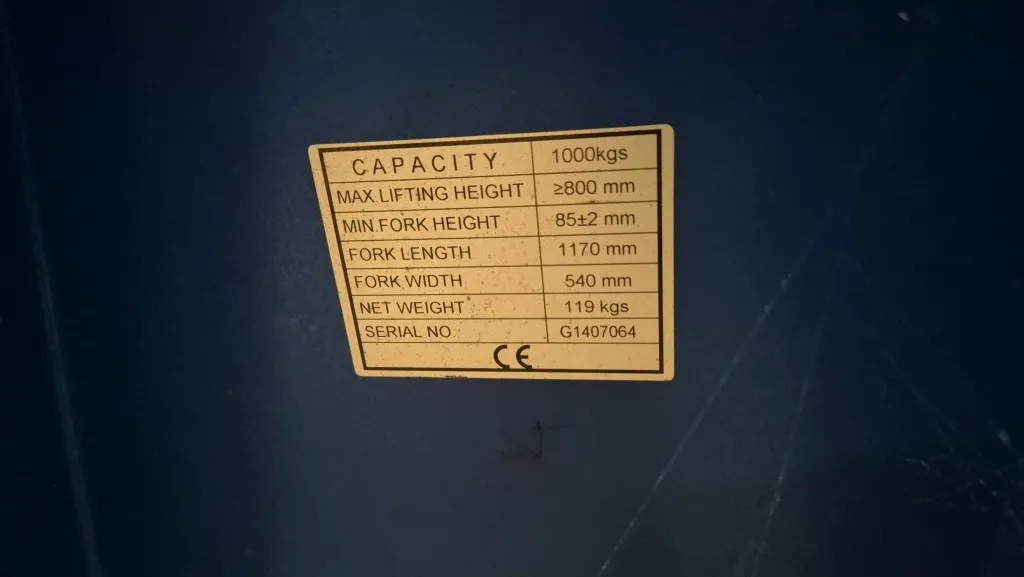 CAPACITY 1000kgs
MAX.LIFTING HEIGHT ≥800 mm
MIN.FORK HEIGHT 85±2 mm
FORK LENGTH 1170 mm
FORK WIDTH 540 mm
NET WEIGHT 119 kgs
SERIAL NO G1407064
CE